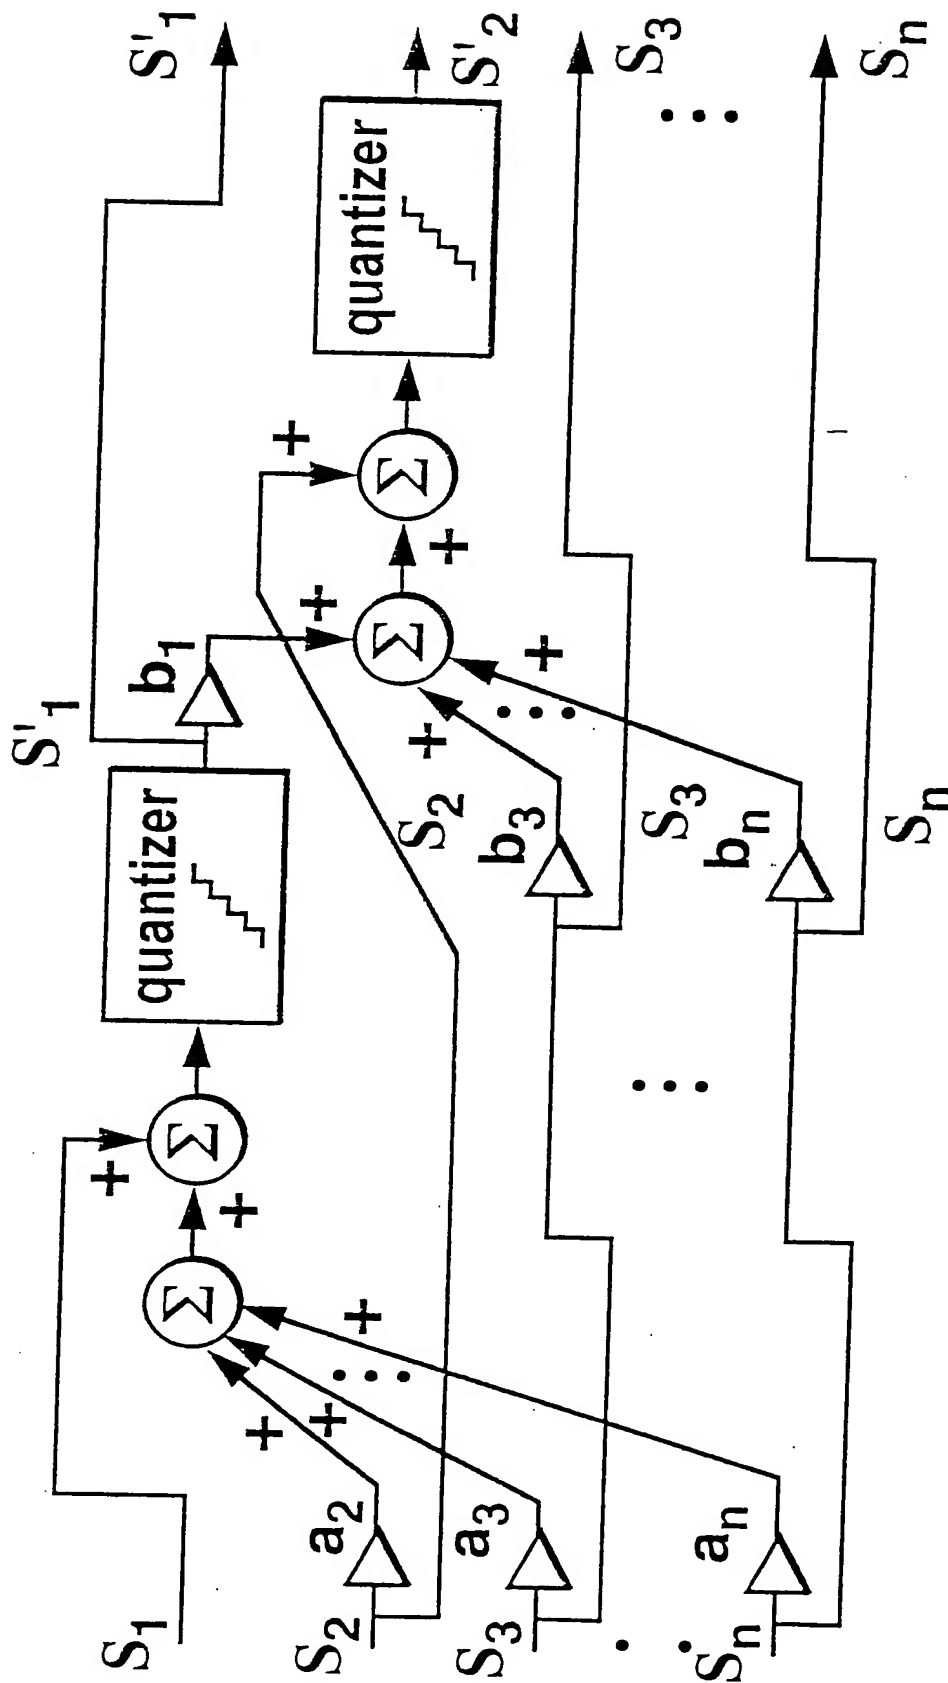 S₁
S₂
S₃
Sₙ
a₂
a₃
aₙ
+
+
+
Σ
+
+
Σ
quantizer
S'₁
b₁
S₂
b₃
S₃
bₙ
Sₙ
+
+
+
Σ
+
+
Σ
quantizer
S'₁
S'₂
S₃
Sₙ